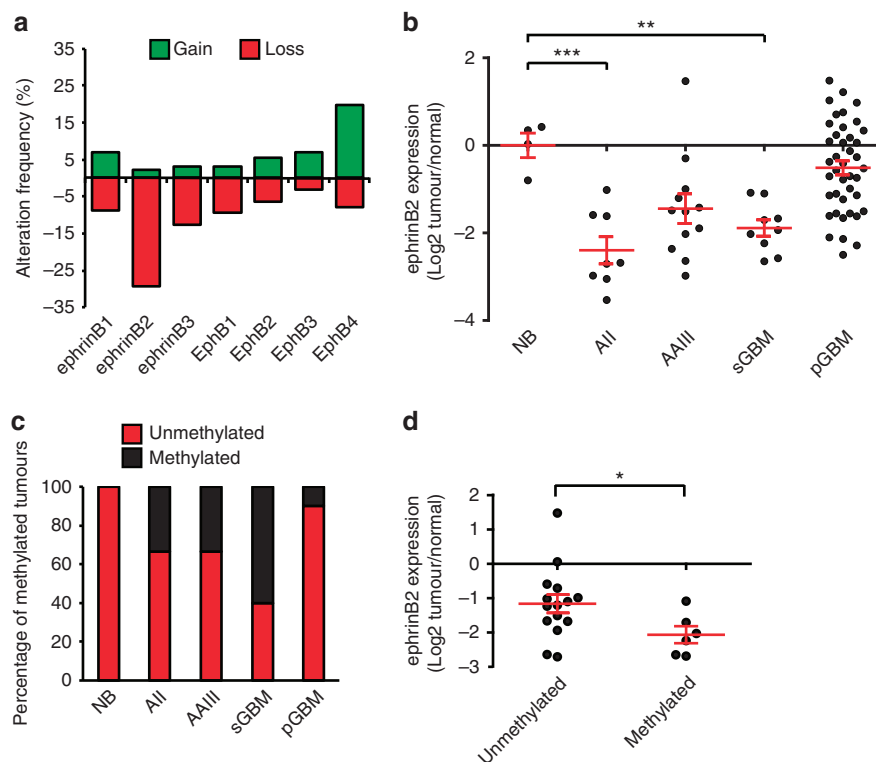 a
Gain Loss
Alteration frequency (%)
35
25
15
5
−5
−15
−25
−35
ephrinB1 ephrinB2 ephrinB3 EphB1 EphB2 EphB3 EphB4
b
** 
***
ephrinB2 expression
(Log2 tumour/normal)
2
0
−2
−4
NB AII AAIII sGBM pGBM
c
Unmethylated
Methylated
Percentage of methylated tumours
100
80
60
40
20
0
NB AII AAIII sGBM pGBM
d
*
ephrinB2 expression
(Log2 tumour/normal)
2
1
0
−1
−2
−3
Unmethylated Methylated